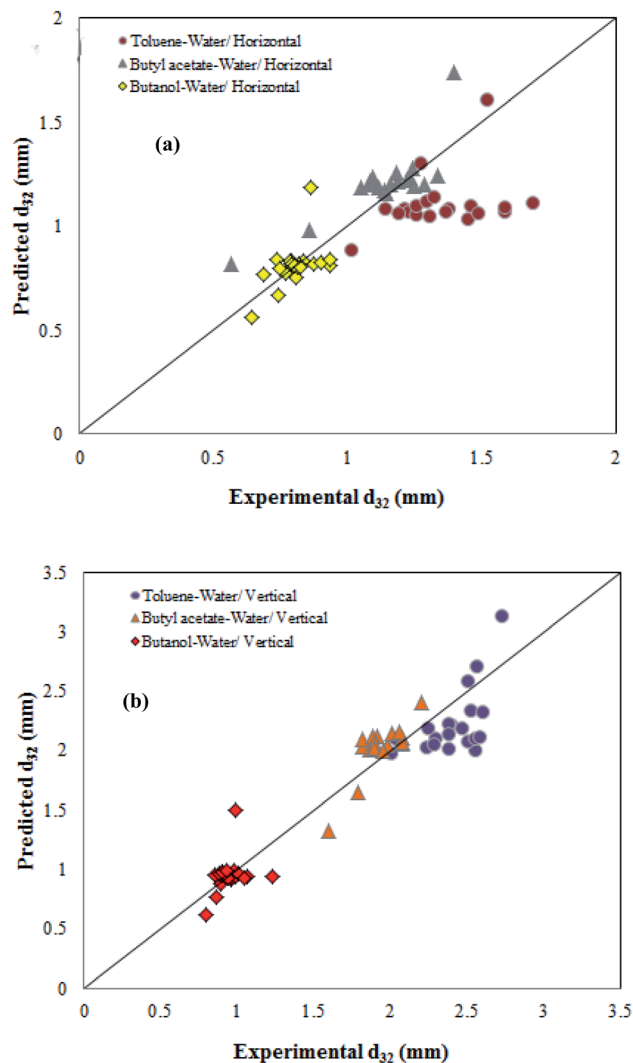 2
Toluene-Water/ Horizontal
Butyl acetate-Water/ Horizontal
Butanol-Water/ Horizontal
(a)
1.5
1
0.5
0
Predicted d32 (mm)
0 0.5 1 1.5 2
Experimental d32 (mm)
3.5
Toluene-Water/ Vertical
Butyl acetate-Water/ Vertical
Butanol-Water/ Vertical
(b)
3
2.5
2
1.5
1
0.5
0
Predicted d32 (mm)
0 0.5 1 1.5 2 2.5 3 3.5
Experimental d32 (mm)